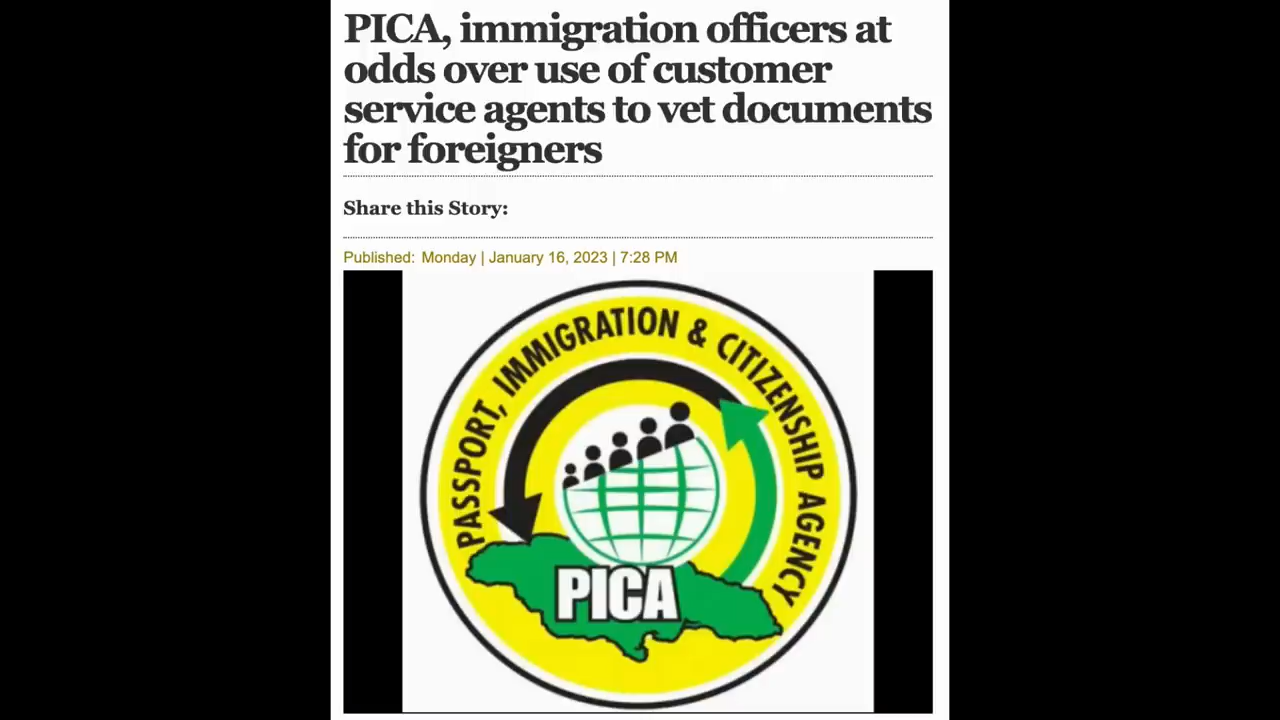 PICA, immigration officers at
odds over use of customer
service agents to vet documents
for foreigners
Share this Story:
Published: Monday | January 16, 2023 | 7:28 PM
PASSPORT, IMMIGRATION & CITIZENSHIP AGENCY
PICA